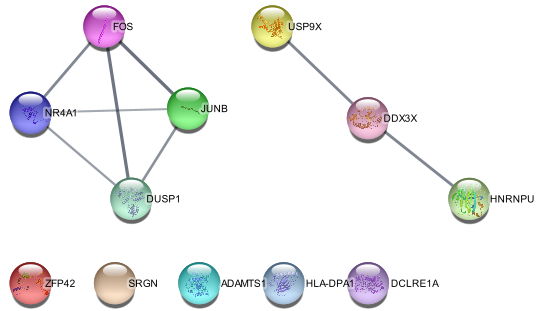 FOS
USP9X
NR4A1
JUNB
DDX3X
DUSP1
HNRNPU
ZFP42
SRGN
ADAMTS1
HLA-DPA1
DCLRE1A